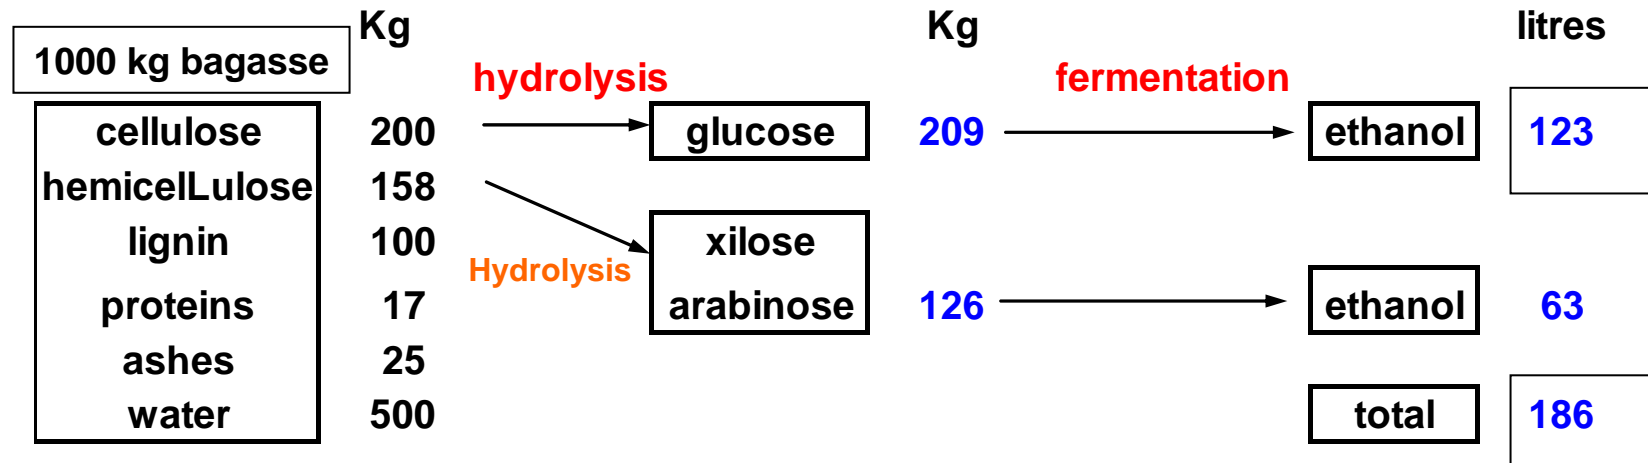 Kg Kg litres
1000 kg bagasse
hydrolysis fermentation
cellulose 200 glucose 209 ethanol 123
hemicelLulose 158
lignin 100 xilose
Hydrolysis
proteins 17 arabinose 126 ethanol 63
ashes 25
water 500 total 186